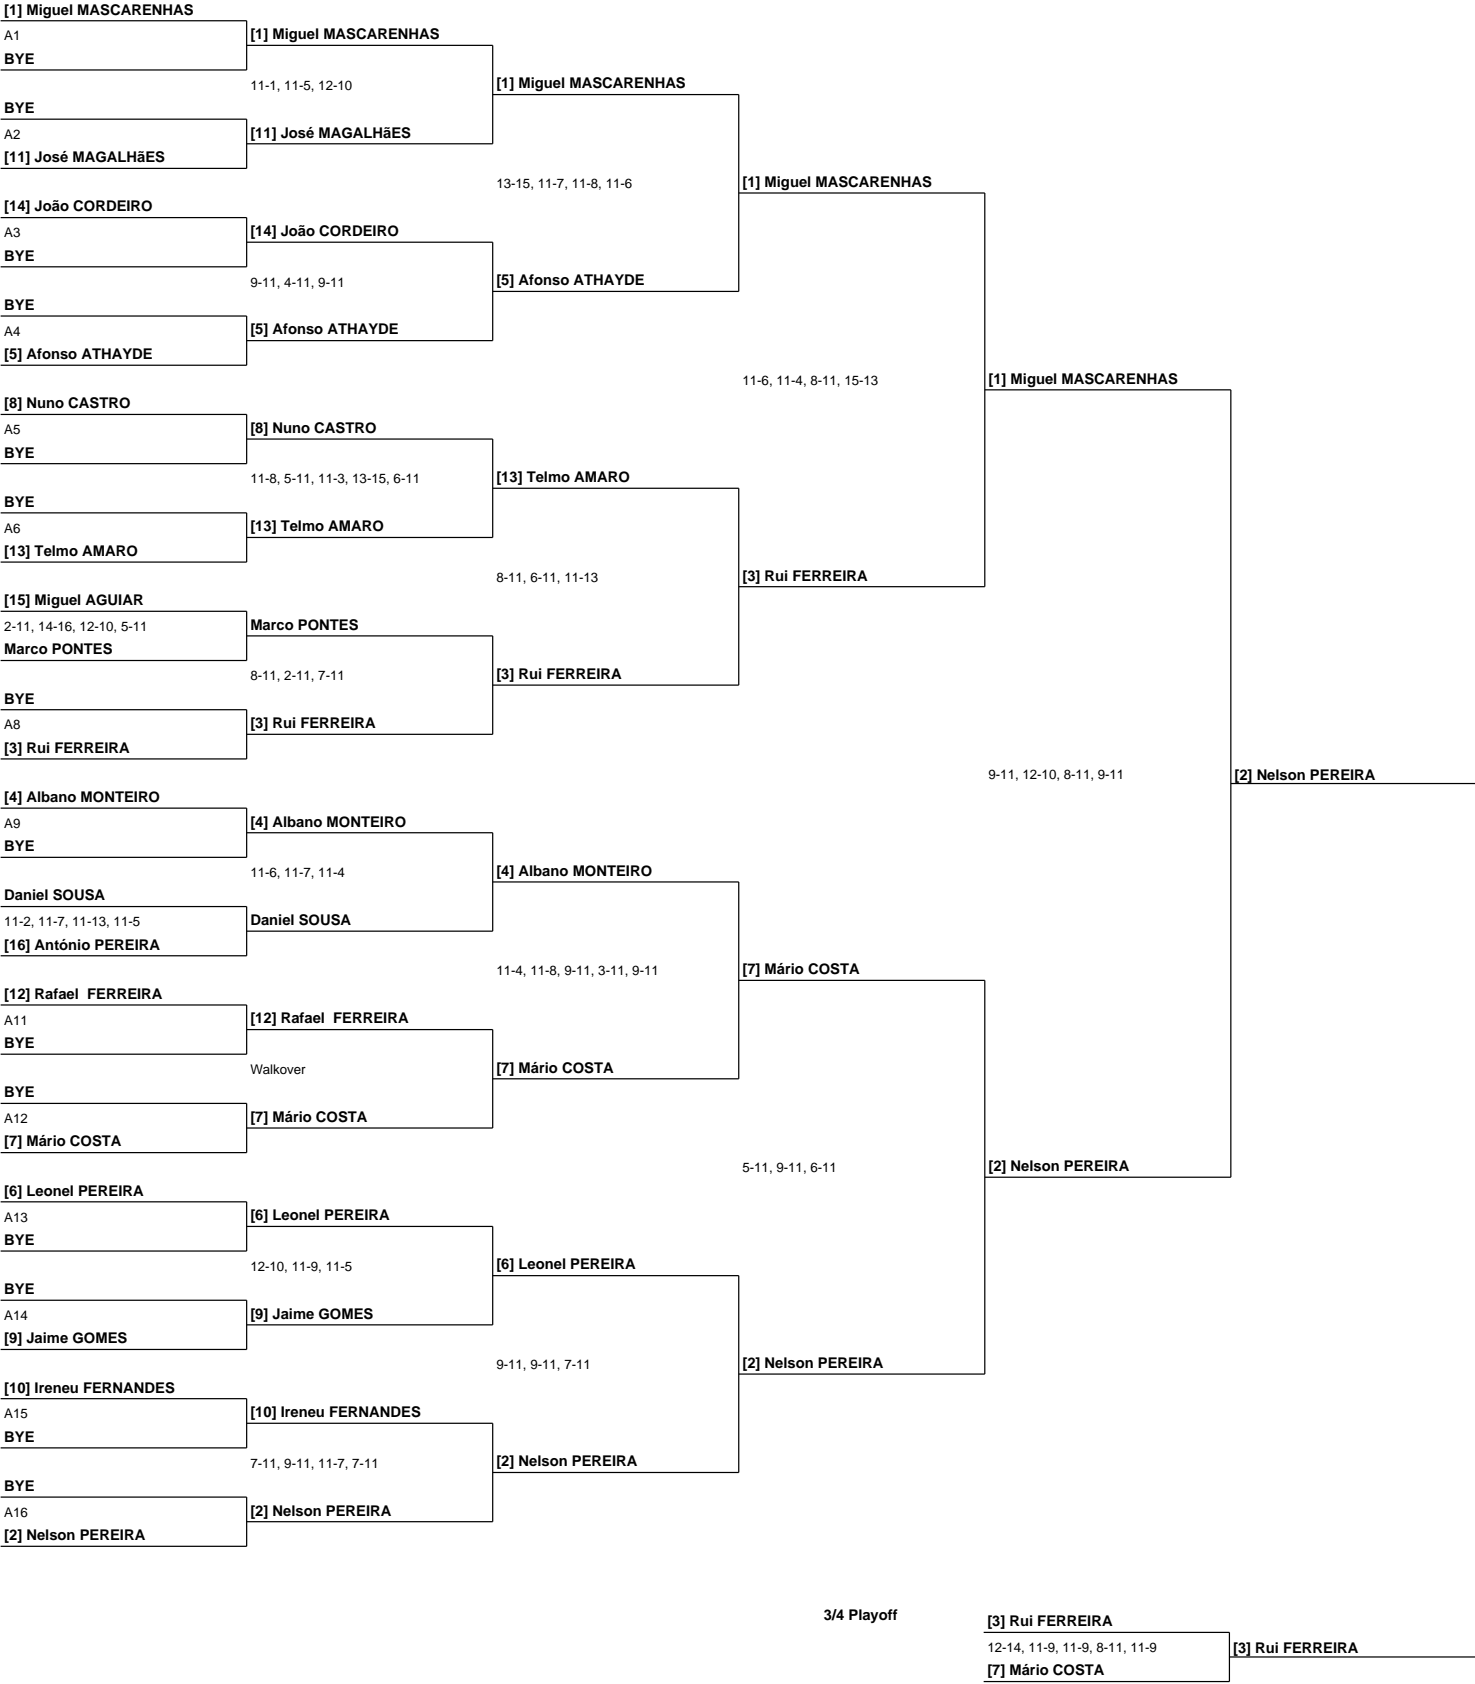 [1] Miguel MASCARENHAS
A1
BYE
[1] Miguel MASCARENHAS
11-1, 11-5, 12-10
[1] Miguel MASCARENHAS
BYE
A2
[11] José MAGALHãES
[11] José MAGALHãES
13-15, 11-7, 11-8, 11-6
[1] Miguel MASCARENHAS
[14] João CORDEIRO
A3
BYE
[14] João CORDEIRO
9-11, 4-11, 9-11
[5] Afonso ATHAYDE
BYE
A4
[5] Afonso ATHAYDE
[5] Afonso ATHAYDE
11-6, 11-4, 8-11, 15-13
[1] Miguel MASCARENHAS
[8] Nuno CASTRO
A5
BYE
[8] Nuno CASTRO
11-8, 5-11, 11-3, 13-15, 6-11
[13] Telmo AMARO
BYE
A6
[13] Telmo AMARO
[13] Telmo AMARO
8-11, 6-11, 11-13
[3] Rui FERREIRA
[15] Miguel AGUIAR
2-11, 14-16, 12-10, 5-11
Marco PONTES
Marco PONTES
8-11, 2-11, 7-11
[3] Rui FERREIRA
BYE
A8
[3] Rui FERREIRA
[3] Rui FERREIRA
9-11, 12-10, 8-11, 9-11
[2] Nelson PEREIRA
[4] Albano MONTEIRO
A9
BYE
[4] Albano MONTEIRO
11-6, 11-7, 11-4
[4] Albano MONTEIRO
Daniel SOUSA
11-2, 11-7, 11-13, 11-5
[16] António PEREIRA
Daniel SOUSA
11-4, 11-8, 9-11, 3-11, 9-11
[7] Mário COSTA
[12] Rafael  FERREIRA
A11
BYE
[12] Rafael  FERREIRA
Walkover
[7] Mário COSTA
BYE
A12
[7] Mário COSTA
[7] Mário COSTA
5-11, 9-11, 6-11
[2] Nelson PEREIRA
[6] Leonel PEREIRA
A13
BYE
[6] Leonel PEREIRA
12-10, 11-9, 11-5
[6] Leonel PEREIRA
BYE
A14
[9] Jaime GOMES
[9] Jaime GOMES
9-11, 9-11, 7-11
[2] Nelson PEREIRA
[10] Ireneu FERNANDES
A15
BYE
[10] Ireneu FERNANDES
7-11, 9-11, 11-7, 7-11
[2] Nelson PEREIRA
BYE
A16
[2] Nelson PEREIRA
[2] Nelson PEREIRA
3/4 Playoff
[3] Rui FERREIRA
12-14, 11-9, 11-9, 8-11, 11-9
[7] Mário COSTA
[3] Rui FERREIRA